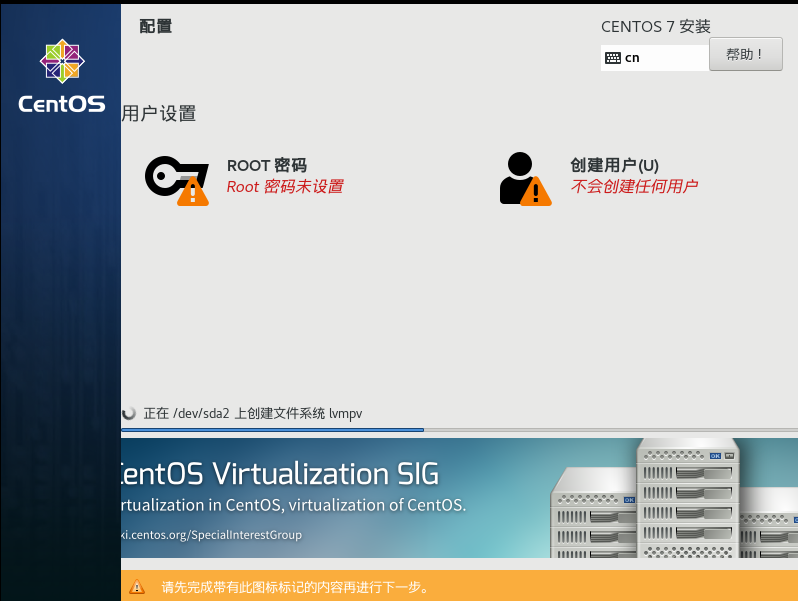 配置
CENTOS 7 安装
cn
帮助！
CentOS
用户设置
ROOT 密码
Root 密码未设置
创建用户(U)
不会创建任何用户
正在 /dev/sda2 上创建文件系统 lvmpv
CentOS Virtualization SIG
rtualization in CentOS, virtualization of CentOS.
ki.centos.org/SpecialInterestGroup
OK
OK
请先完成带有此图标标记的内容再进行下一步。